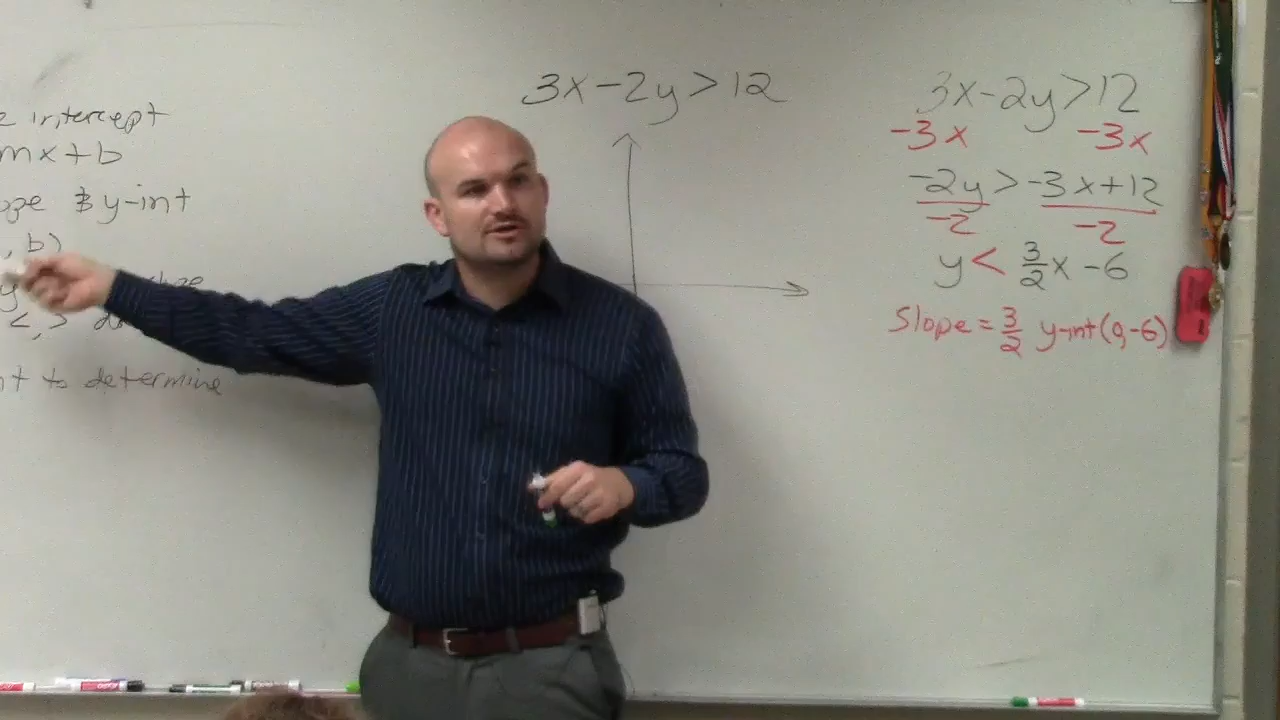 intercept
mx+b
ope & y-int
, b)
y
<, > d
nt to determine
3x-2y>12
3x-2y>12
-3x -3x
-2y>-3x+12
-2 -2
y < 3/2x-6
Slope = 3/2 y-int(0,-6)